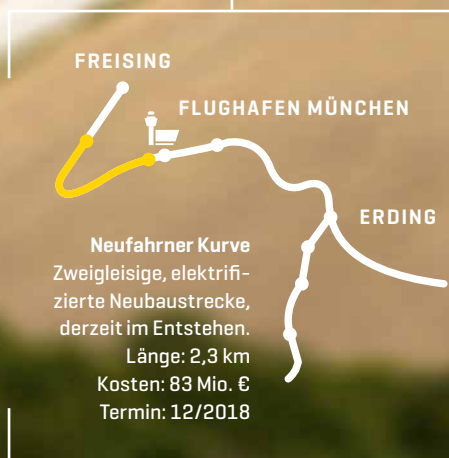 FREISING
FLUGHAFEN MÜNCHEN
ERDING
Neufahrner Kurve
Zweigleisige, elektrifi-
zierte Neubaustrecke,
derzeit im Entstehen.
Länge: 2,3 km
Kosten: 83 Mio. €
Termin: 12/2018